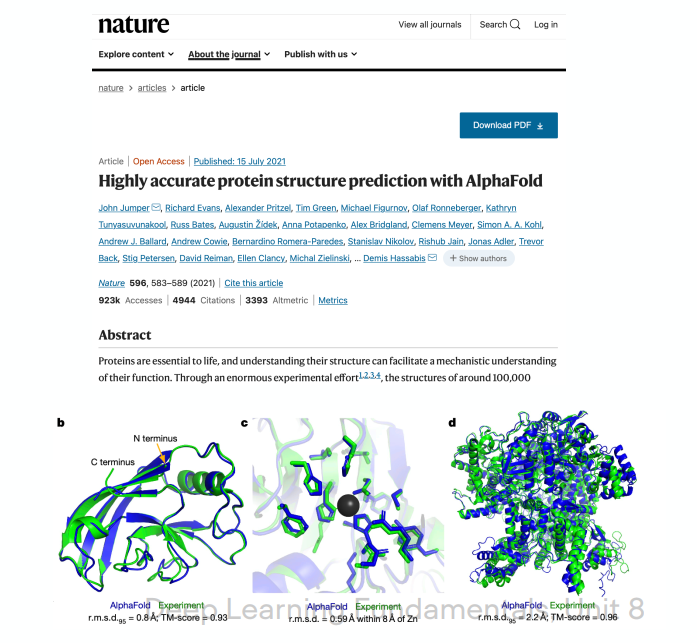 nature
View all journals
Search
Log in
Explore content
About the journal
Publish with us
nature > articles > article
Download PDF
Article | Open Access | Published: 15 July 2021
Highly accurate protein structure prediction with AlphaFold
John Jumper, Richard Evans, Alexander Pritzel, Tim Green, Michael Figurnov, Olaf Ronneberger, Kathryn
Tunyasuvunakool, Russ Bates, Augustin Žídek, Anna Potapenko, Alex Bridgland, Clemens Meyer, Simon A. A. Kohl,
Andrew J. Ballard, Andrew Cowie, Bernardino Romera-Paredes, Stanislav Nikolov, Rishub Jain, Jonas Adler, Trevor
Back, Stig Petersen, David Reiman, Ellen Clancy, Michal Zielinski, … Demis Hassabis + Show authors
Nature 596, 583–589 (2021) | Cite this article
923k Accesses | 4944 Citations | 3393 Altmetric | Metrics
Abstract
Proteins are essential to life, and understanding their structure can facilitate a mechanistic understanding
of their function. Through an enormous experimental effort1,2,3,4, the structures of around 100,000
b
N terminus
C terminus
AlphaFold Experiment
r.m.s.d.95 = 0.8 Å; TM-score = 0.93
c
AlphaFold Experiment
r.m.s.d. = 0.59 Å within 8 Å of Zn
d
AlphaFold Experiment
r.m.s.d.95 = 2.2 Å; TM-score = 0.96
Deep Learning Fundamentals Unit 8